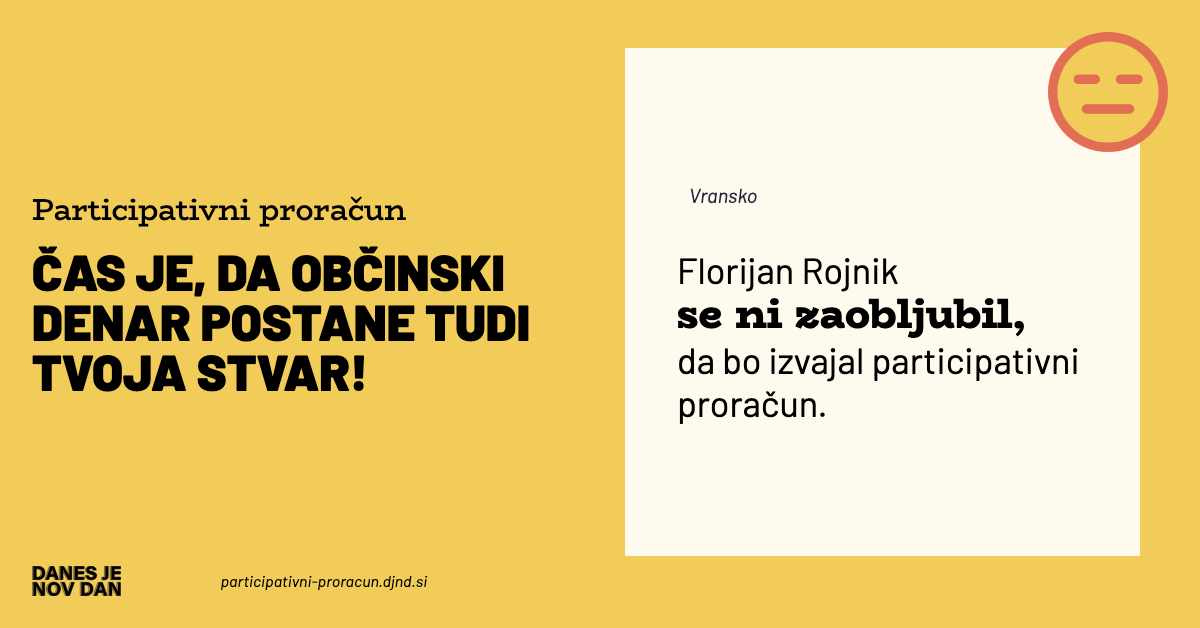 Participativni proračun
ČAS JE, DA OBČINSKI
DENAR POSTANE TUDI
TVOJA STVAR!
Vransko
Florijan Rojnik
se ni zaobljubil,
da bo izvajal participativni
proračun.
DANES JE
NOV DAN
participativni-proracun.djnd.si